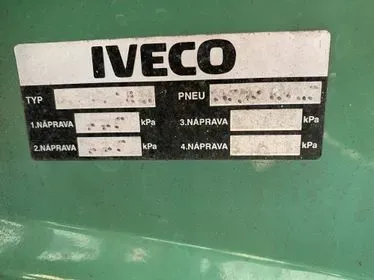 IVECO
TYP PNEU
1.NÁPRAVA kPa 3.NÁPRAVA kPa
2.NÁPRAVA kPa 4.NÁPRAVA kPa